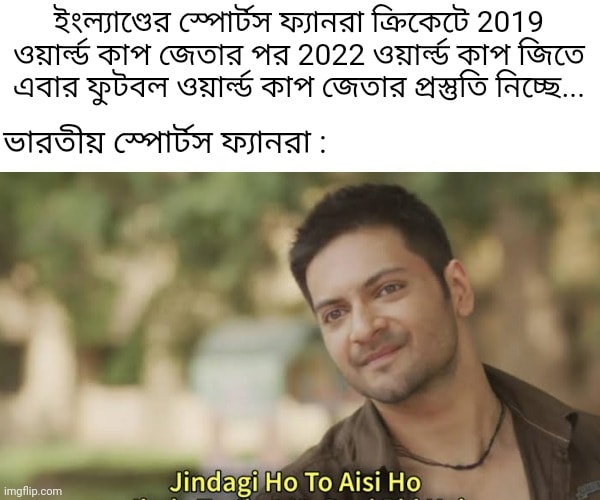 ইংল্যাণ্ডের স্পোর্টস ফ্যানরা ক্রিকেটে 2019
ওয়ার্ল্ড কাপ জেতার পর 2022 ওয়ার্ল্ড কাপ জিতে
এবার ফুটবল ওয়ার্ল্ড কাপ জেতার প্রস্তুতি নিচ্ছে...
ভারতীয় স্পোর্টস ফ্যানরা :
Jindagi Ho To Aisi Ho
imgflip.com